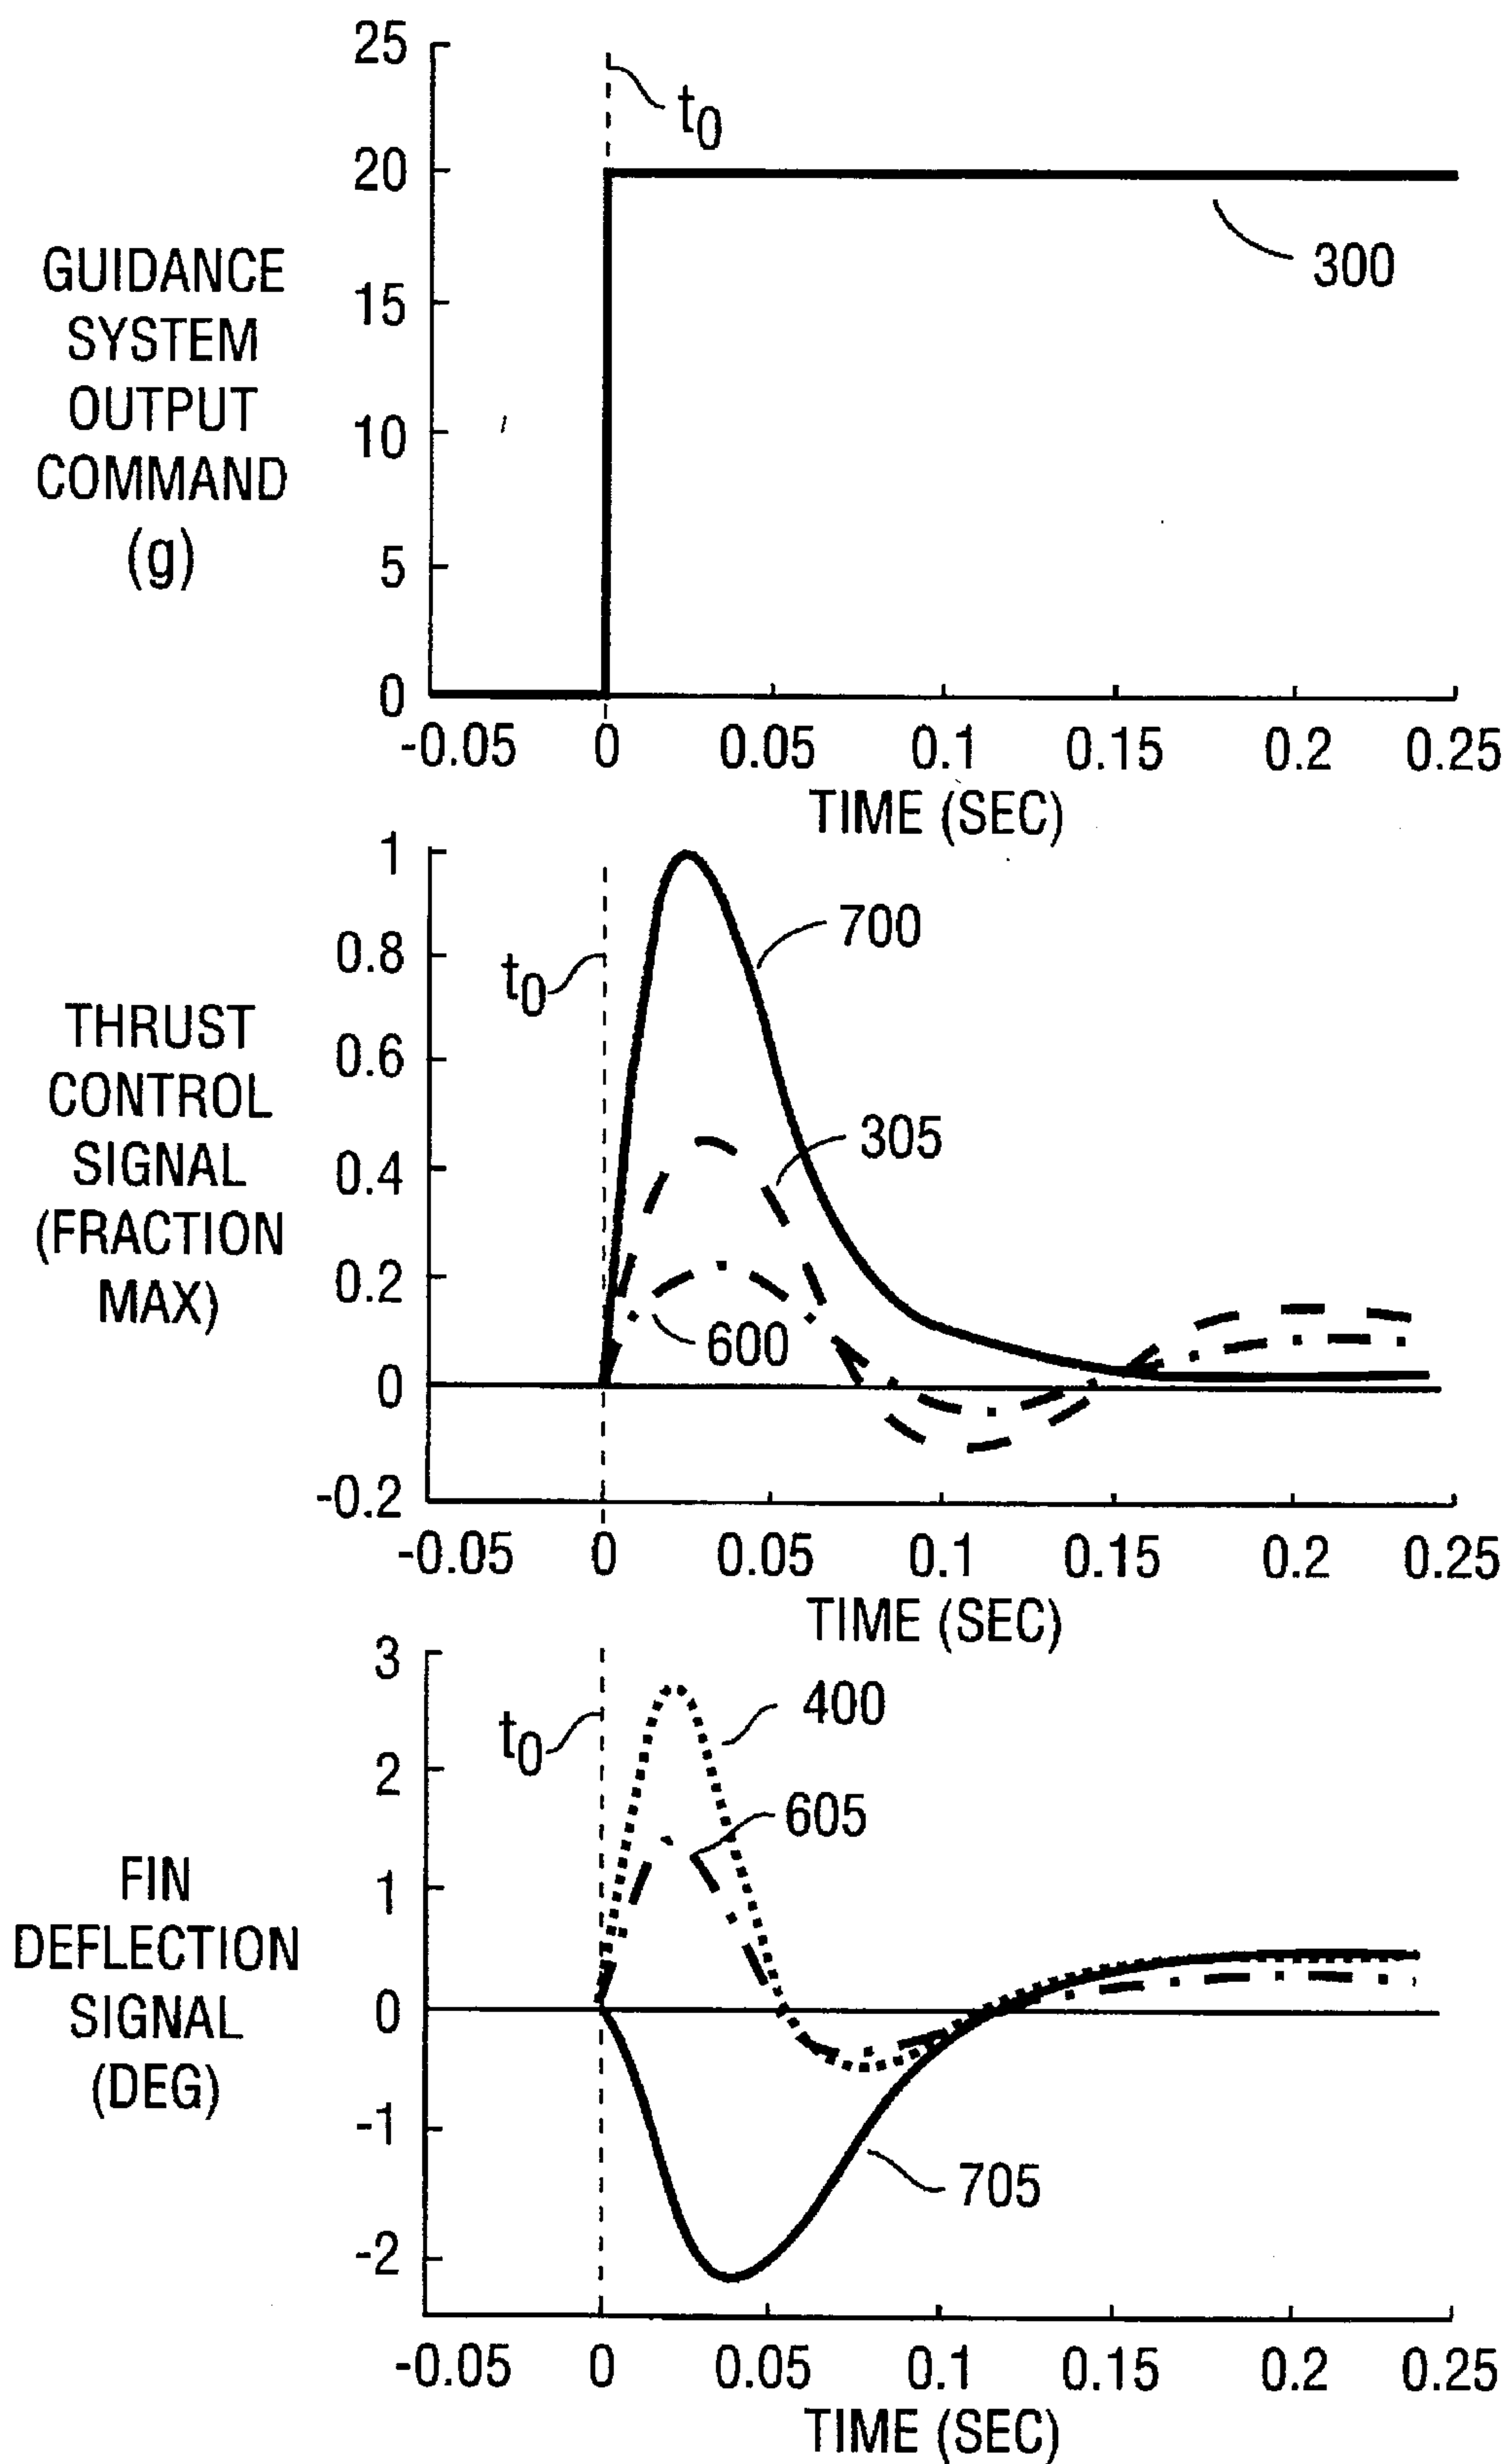 25
20
15
10
5
0
GUIDANCE
SYSTEM
OUTPUT
COMMAND
(g)
t0
300
-0.05 0 0.05 0.1 0.15 0.2 0.25
TIME (SEC)
1
0.8
0.6
0.4
0.2
0
-0.2
THRUST
CONTROL
SIGNAL
(FRACTION
MAX)
t0
700
305
600
-0.05 0 0.05 0.1 0.15 0.2 0.25
TIME (SEC)
3
2
1
0
-1
-2
FIN
DEFLECTION
SIGNAL
(DEG)
t0
400
605
705
-0.05 0 0.05 0.1 0.15 0.2 0.25
TIME (SEC)